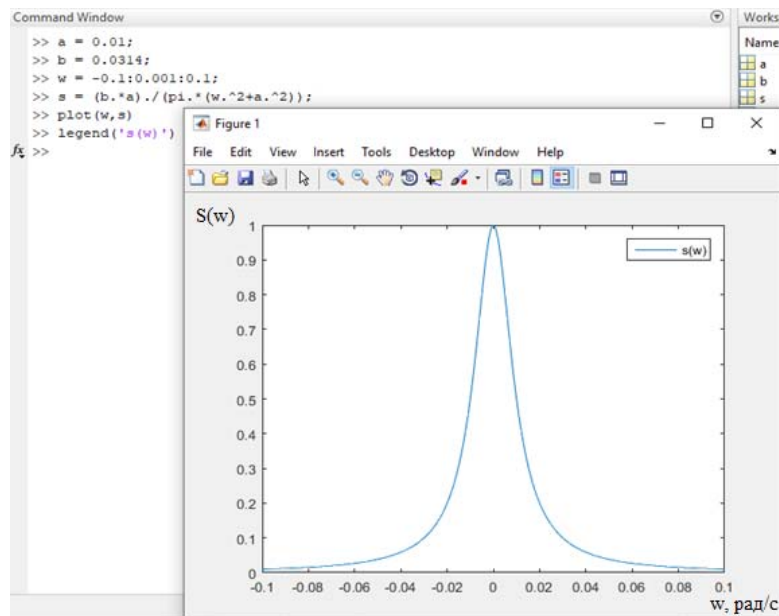 Command Window
Works
Name
a
b
s
>> a = 0.01;
>> b = 0.0314;
>> w = -0.1:0.001:0.1;
>> s = (b.*a)./(pi.*(w.^2+a.^2));
>> plot(w,s)
>> legend('s(w)')
fx >>
Figure 1
File Edit View Insert Tools Desktop Window Help
S(w)
s(w)
1
0.9
0.8
0.7
0.6
0.5
0.4
0.3
0.2
0.1
0
-0.1 -0.08 -0.06 -0.04 -0.02 0 0.02 0.04 0.06 0.08 0.1
w, рад/с